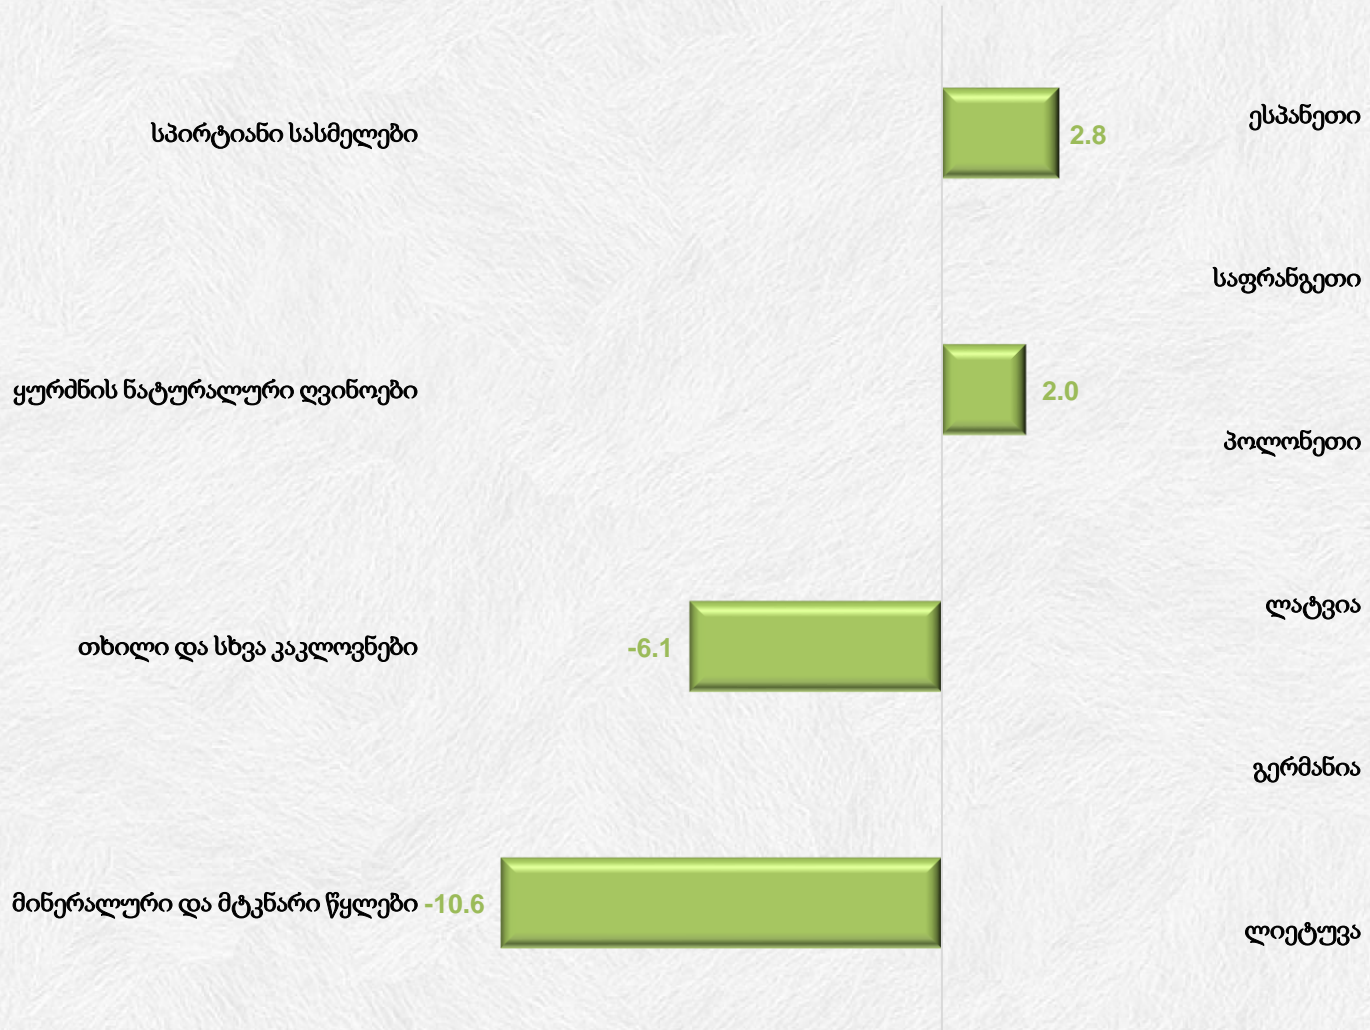 სპირტიანი სასმელები
2.8
ყურძნის ნატურალური ღვინოები
2.0
თხილი და სხვა კაკლოვნები
-6.1
მინერალური და მტკნარი წყლები
-10.6
ესპანეთი
საფრანგეთი
პოლონეთი
ლატვია
გერმანია
ლიეტუვა